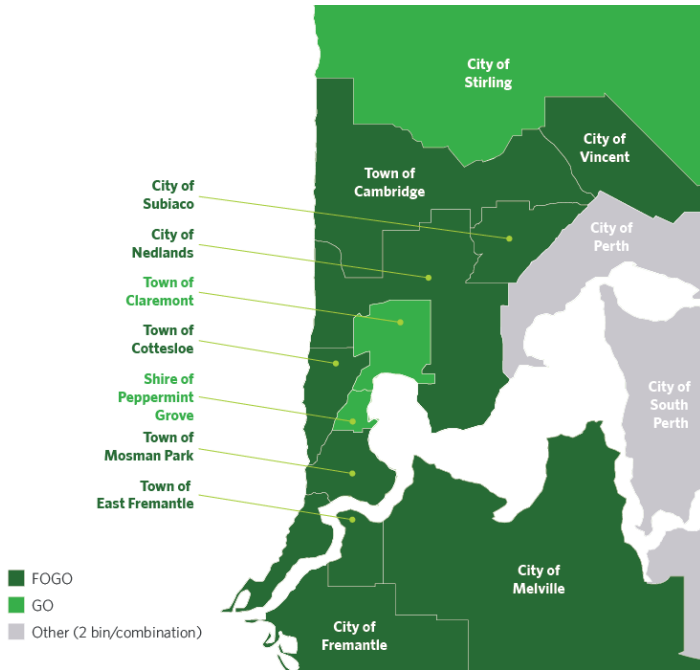 City of
Stirling
City of
Vincent
Town of
Cambridge
City of
Subiaco
City of
Nedlands
City of
Perth
Town of
Claremont
Town of
Cottesloe
Shire of
Peppermint
Grove
City of
South
Perth
Town of
Mosman Park
Town of
East Fremantle
City of
Melville
City of
Fremantle
FOGO
GO
Other (2 bin/combination)